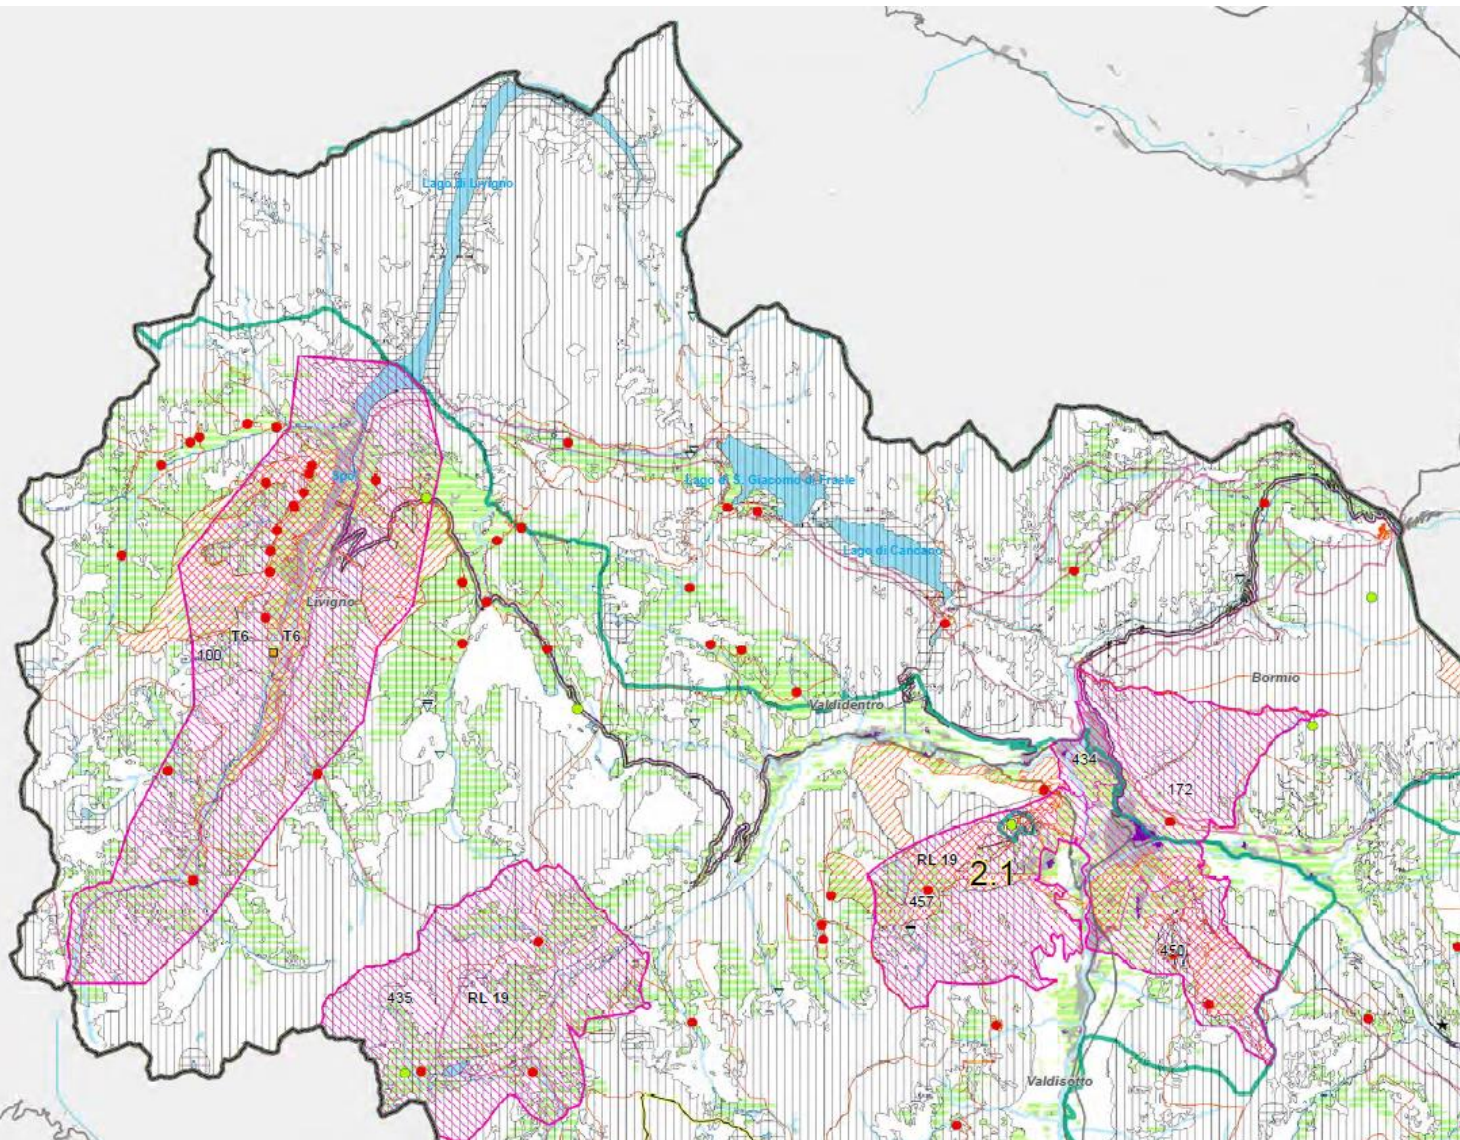 Lago di Livigno
Spöl
Lago di S. Giacomo di Fraele
Lago di Cancano
Livigno
T6
T6
100
Bormio
Valdidentro
434
172
RL 19
2.1
457
450
435
RL 19
Valdisotto